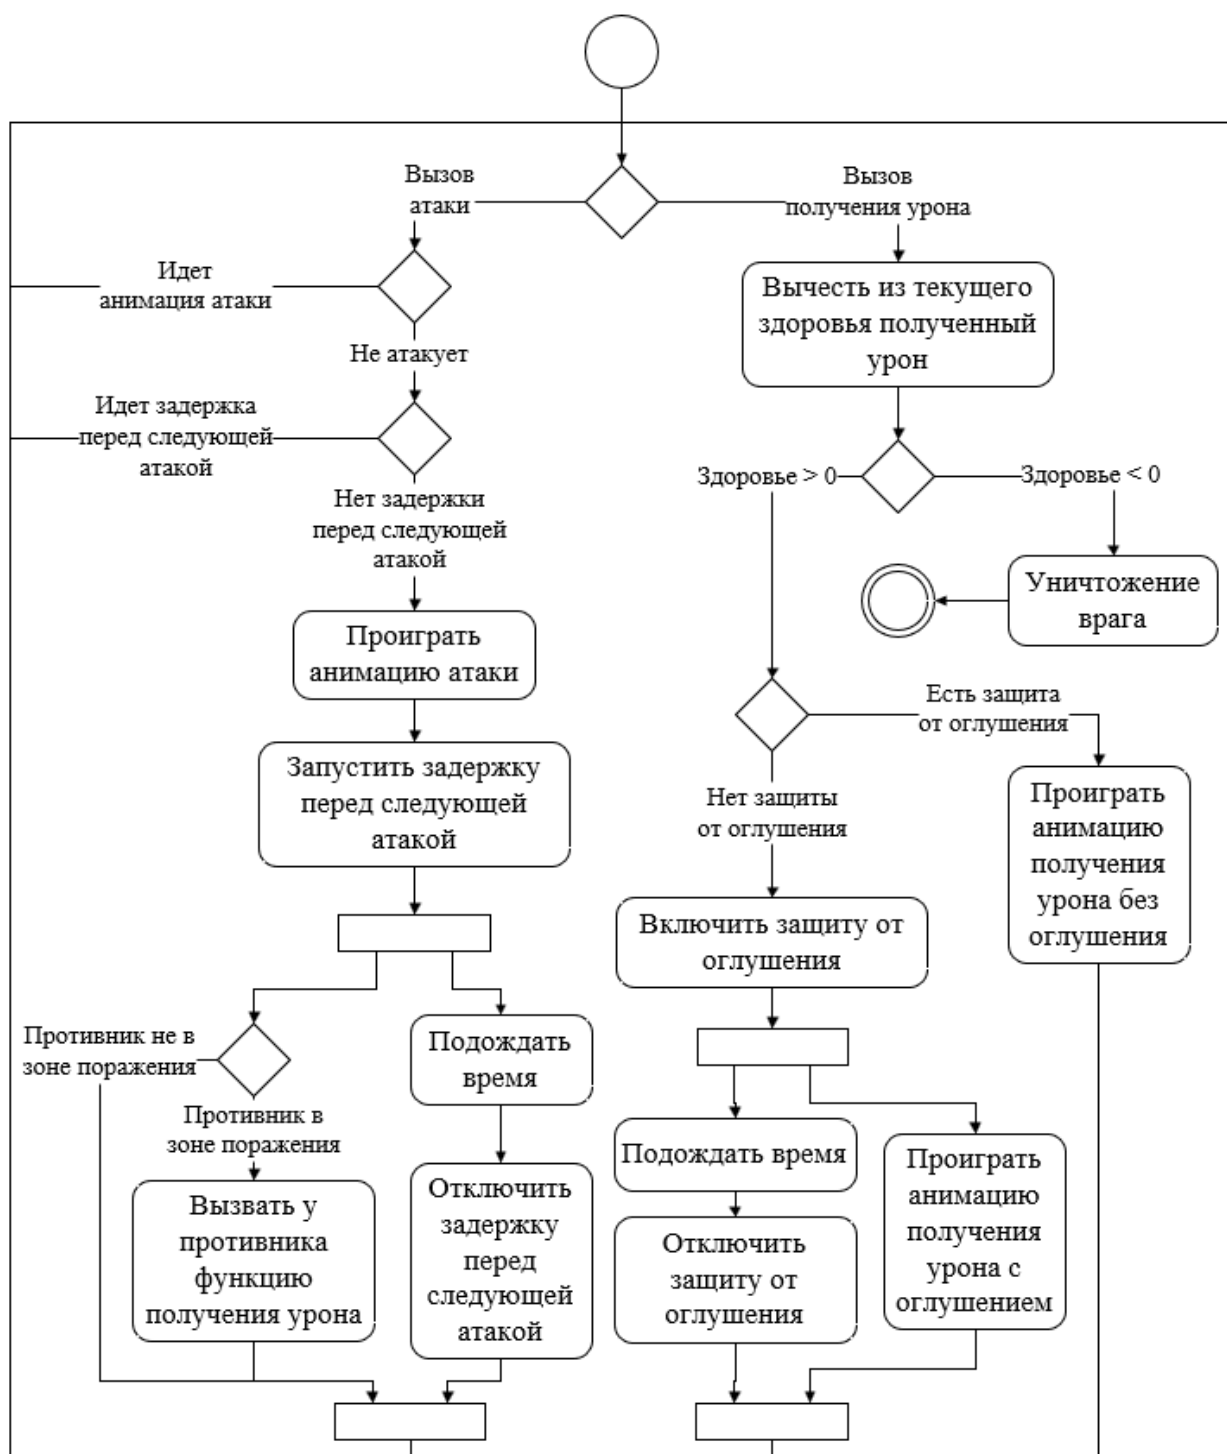 Вызов
атаки
Вызов
получения урона
Идет
анимация атаки
Вычесть из текущего
здоровья полученный
урон
Не атакует
Идет задержка
перед следующей
атакой
Здоровье > 0
Здоровье < 0
Нет задержки
перед следующей
атакой
Уничтожение
врага
Проиграть
анимацию атаки
Есть защита
от оглушения
Запустить задержку
перед следующей
атакой
Нет защиты
от оглушения
Проиграть
анимацию
получения
урона без
оглушения
Включить защиту от
оглушения
Противник не в
зоне поражения
Подождать
время
Противник в
зоне поражения
Подождать время
Проиграть
анимацию
получения
урона с
оглушением
Вызвать у
противника
функцию
получения урона
Отключить
задержку
перед
следующей
атакой
Отключить
защиту от
оглушения